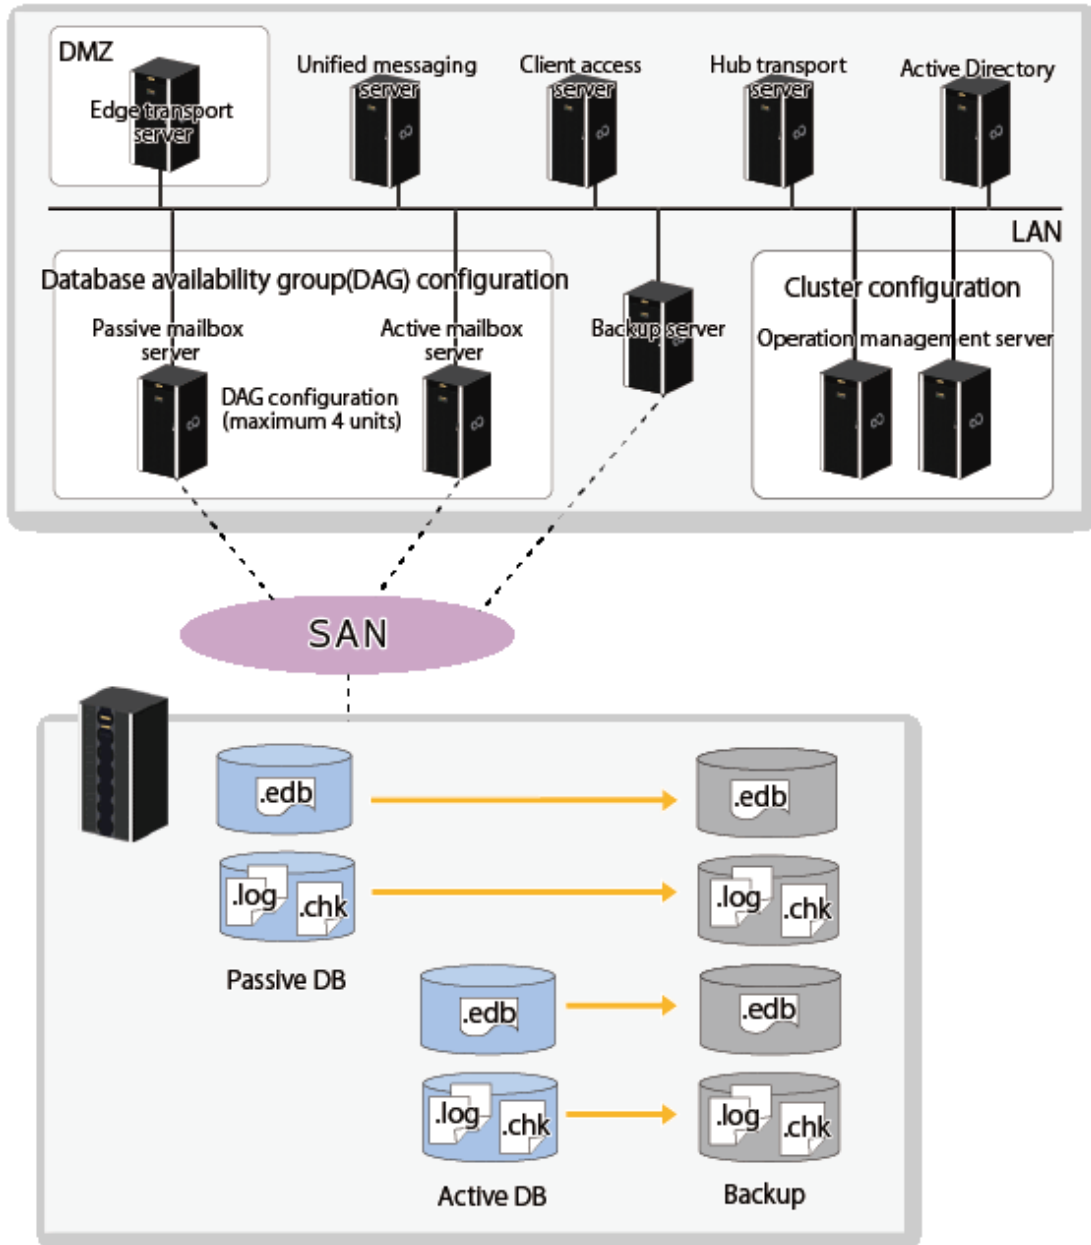 DMZ
Edge transport
server
Unified messaging
server
Client access
server
Hub transport
server
Active Directory
LAN
Database availability group(DAG) configuration
Passive mailbox
server
DAG configuration
(maximum 4 units)
Active mailbox
server
Backup server
Cluster configuration
Operation management server
SAN
.edb
.edb
.log
.chk
.log
.chk
Passive DB
.edb
.edb
.log
.chk
.log
.chk
Active DB
Backup